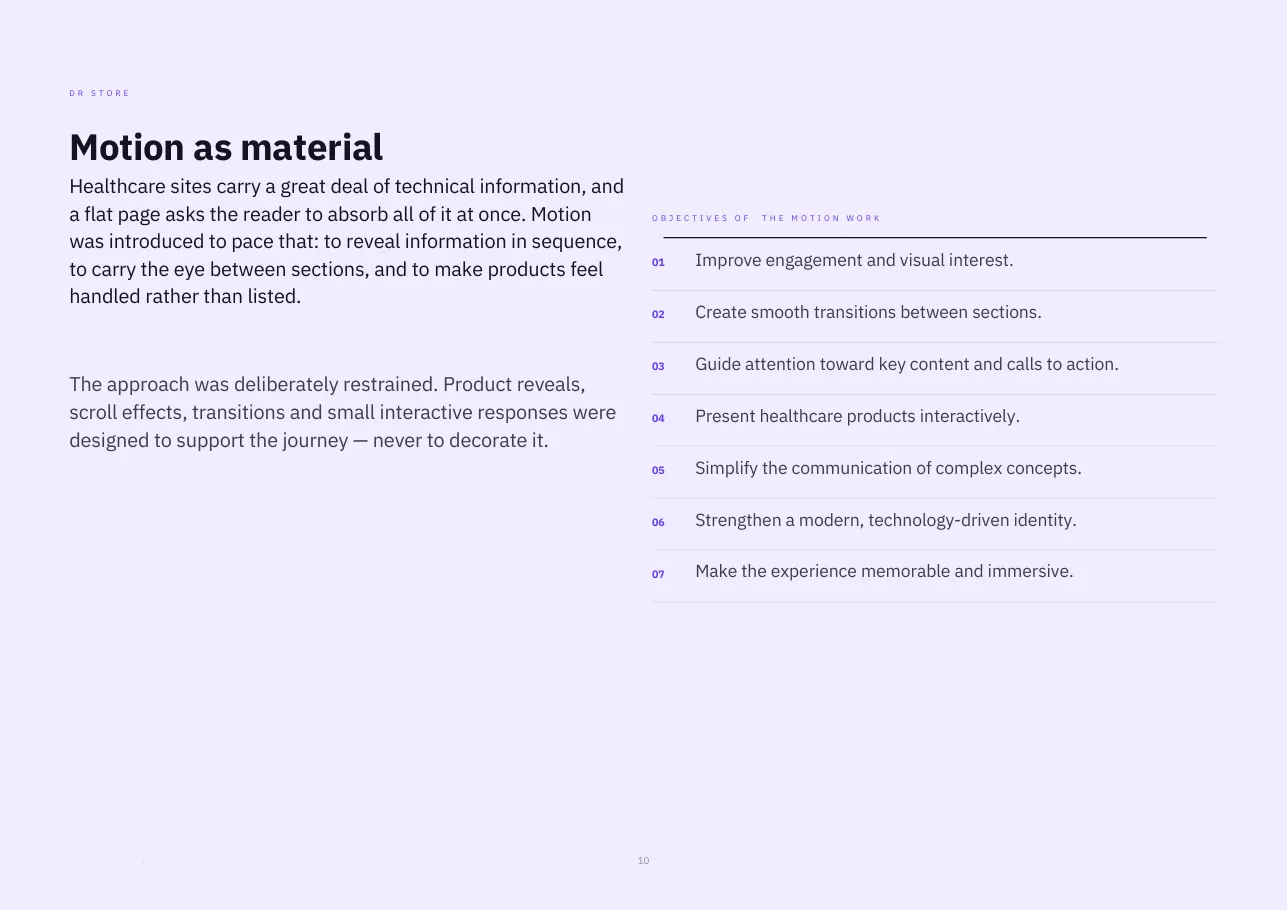 DR STORE
Motion as material
Healthcare sites carry a great deal of technical information, and
a flat page asks the reader to absorb all of it at once. Motion
was introduced to pace that: to reveal information in sequence,
to carry the eye between sections, and to make products feel
handled rather than listed.
The approach was deliberately restrained. Product reveals,
scroll effects, transitions and small interactive responses were
designed to support the journey — never to decorate it.
OBJECTIVES OF THE MOTION WORK
01 Improve engagement and visual interest.
02 Create smooth transitions between sections.
03 Guide attention toward key content and calls to action.
04 Present healthcare products interactively.
05 Simplify the communication of complex concepts.
06 Strengthen a modern, technology-driven identity.
07 Make the experience memorable and immersive.
10